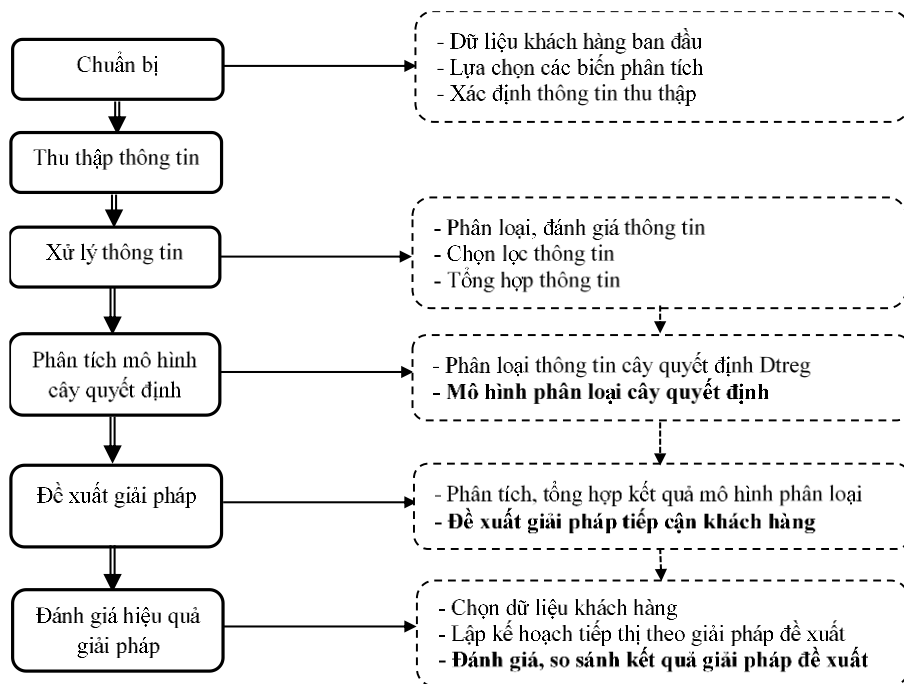 Chuẩn bị
- Dữ liệu khách hàng ban đầu
- Lựa chọn các biến phân tích
- Xác định thông tin thu thập
Thu thập thông tin
Xử lý thông tin
- Phân loại, đánh giá thông tin
- Chọn lọc thông tin
- Tổng hợp thông tin
Phân tích mô hình
cây quyết định
- Phân loại thông tin cây quyết định Dtreg
- Mô hình phân loại cây quyết định
Đề xuất giải pháp
- Phân tích, tổng hợp kết quả mô hình phân loại
- Đề xuất giải pháp tiếp cận khách hàng
Đánh giá hiệu quả
giải pháp
- Chọn dữ liệu khách hàng
- Lập kế hoạch tiếp thị theo giải pháp đề xuất
- Đánh giá, so sánh kết quả giải pháp đề xuất